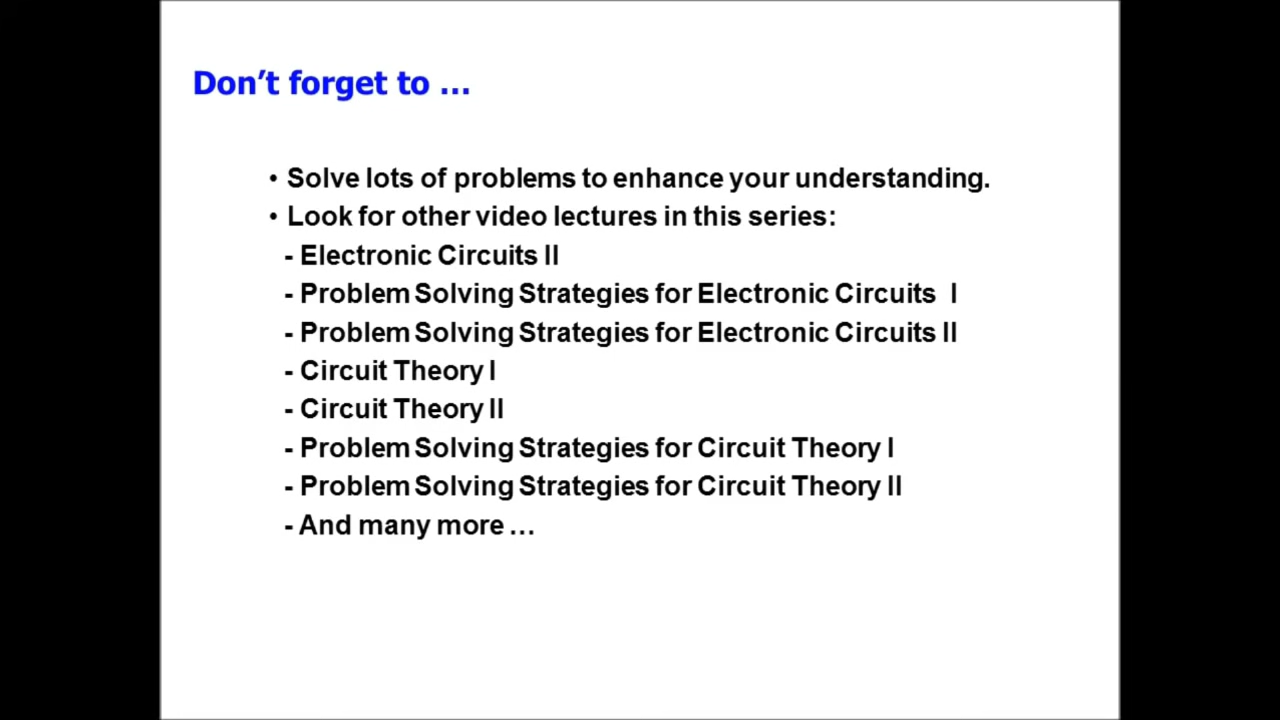 Don’t forget to …
• Solve lots of problems to enhance your understanding.
• Look for other video lectures in this series:
- Electronic Circuits II
- Problem Solving Strategies for Electronic Circuits I
- Problem Solving Strategies for Electronic Circuits II
- Circuit Theory I
- Circuit Theory II
- Problem Solving Strategies for Circuit Theory I
- Problem Solving Strategies for Circuit Theory II
- And many more …